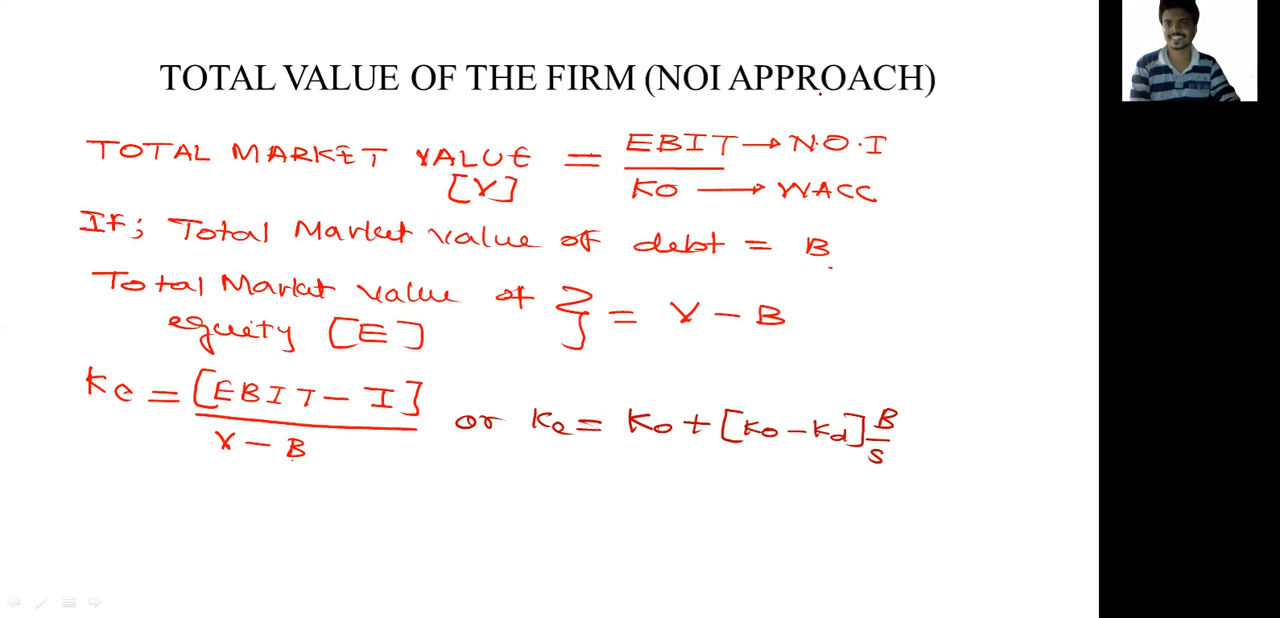 TOTAL VALUE OF THE FIRM (NOI APPROACH)
TOTAL MARKET VALUE [V] = EBIT → N.O.I
KO → WACC
If; Total Market value of debt = B
Total Market value of equity [E] } = V - B
Ke = [EBIT - I] / V - B or Ke = Ko + [Ko - Kd] B/S